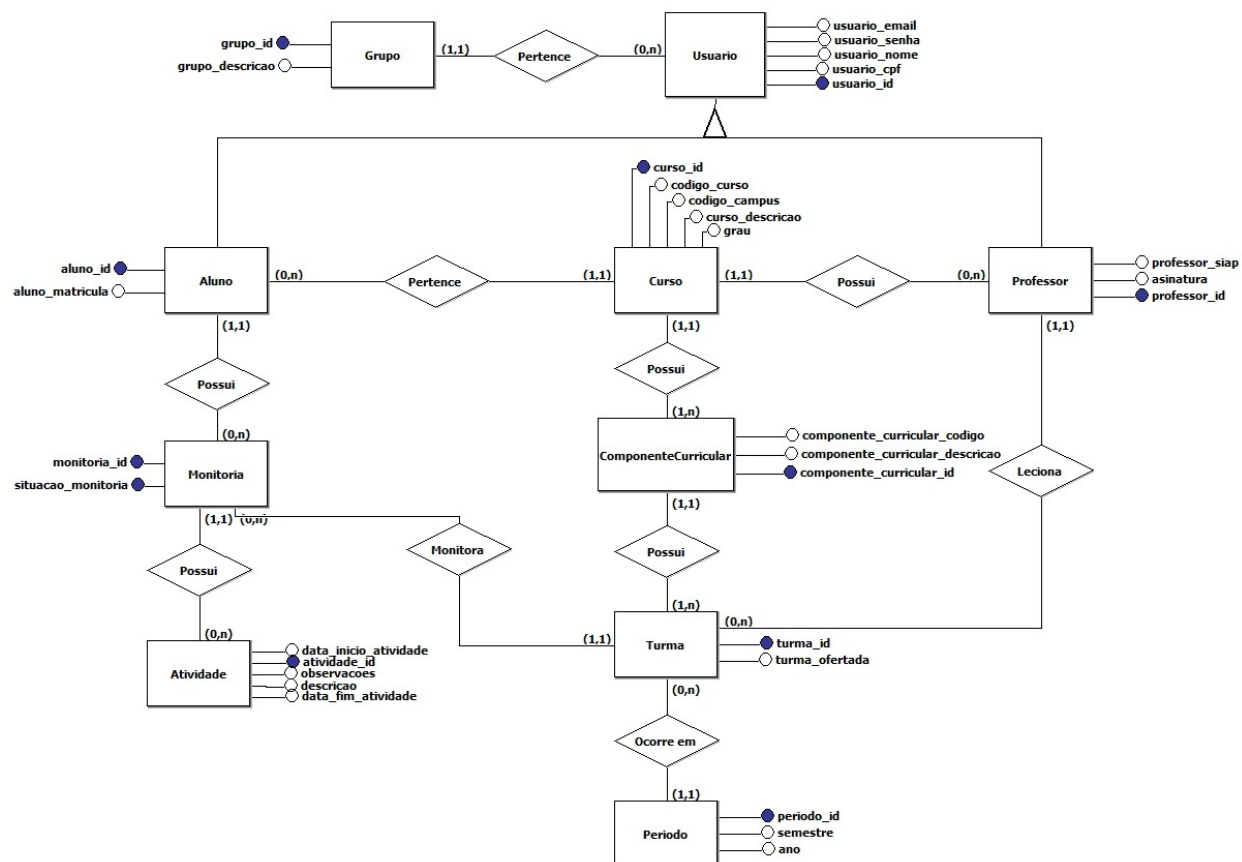 usuario_email
grupo_id
(1,1)
(0,n)
usuario_senha
Grupo
Pertence
Usuario
usuario_nome
grupo_descricao
usuario_cpf
usuario_id
curso_id
codigo_curso
codigo_campus
curso_descricao
grau
aluno_id
Aluno
(0,n)
Pertence
(1,1)
Curso
(1,1)
Possui
(0,n)
Professor
professor_siap
asinatura
professor_id
aluno_matricula
(1,1)
(1,1)
(1,1)
Possui
Possui
(0,n)
(1,n)
monitoria_id
Monitoria
situacao_monitoria
ComponenteCurricular
componente_curricular_codigo
componente_curricular_descricao
componente_curricular_id
Leciona
(1,1)
(0,n)
(1,1)
Monitora
Possui
Possui
(0,n)
(1,n)
(0,n)
(1,1)
Turma
turma_id
turma_ofertada
Atividade
data_inicio_atividade
atividade_id
observacoes
descricao
data_fim_atividade
(0,n)
Ocorre em
(1,1)
Periodo
periodo_id
semestre
ano